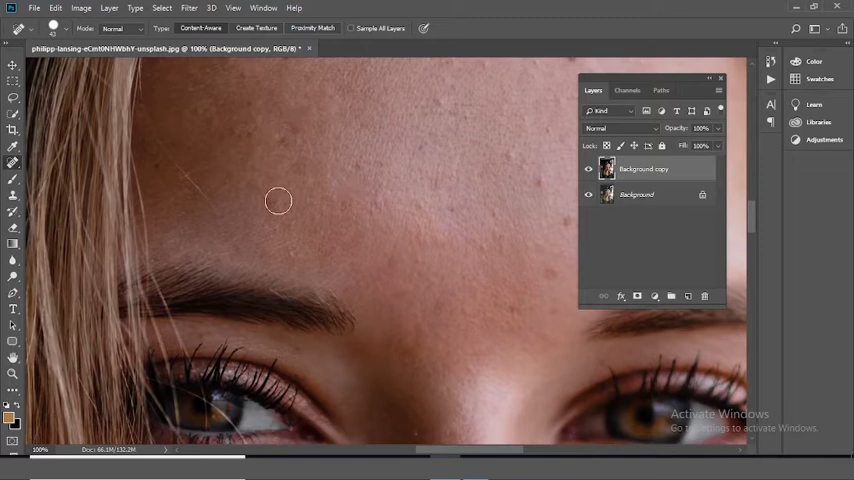 Ps File Edit Image Layer Type Select Filter 3D View Window Help
43 Mode: Normal Type: Content-Aware Create Texture Proximity Match Sample All Layers
philipp-lansing-eCmt0NHWbhY-unsplash.jpg @ 100% (Background copy, RGB/8) * ×
Layers Channels Paths
Kind
Normal Opacity: 100%
Lock: Fill: 100%
Background copy
Background
fx
Color
Swatches
Learn
Libraries
Adjustments
Activate Windows
Go to Settings to activate Windows.
100% Doc: 66.1M/132.2M